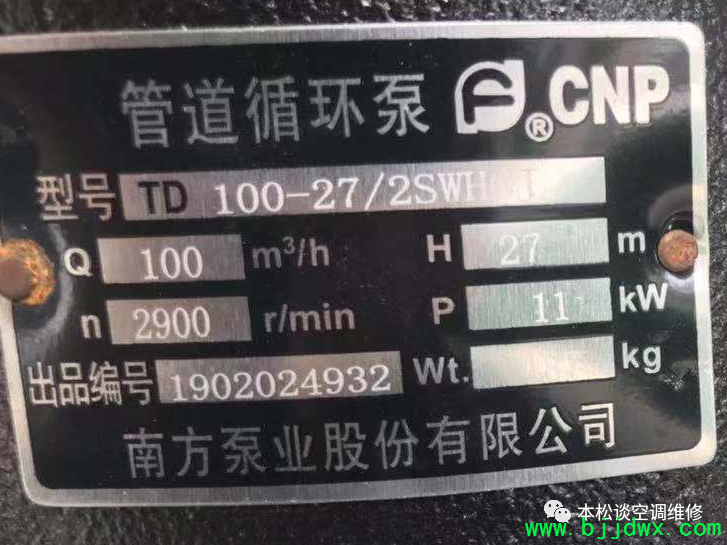 管道循环泵 ® CNP
型号 TD 100-27/2SWH
Q 100 m³/h H 27 m
n 2900 r/min P 11 kW
出品编号 1902024932 Wt. kg
南方泵业股份有限公司
本松谈空调维修
www.bjjdwx.com